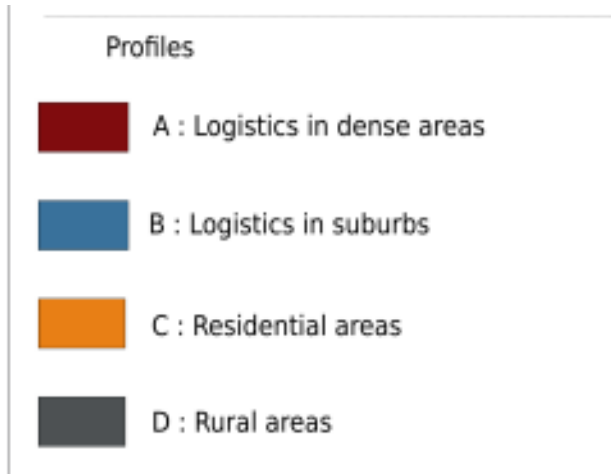 Profiles
A : Logistics in dense areas
B : Logistics in suburbs
C : Residential areas
D : Rural areas